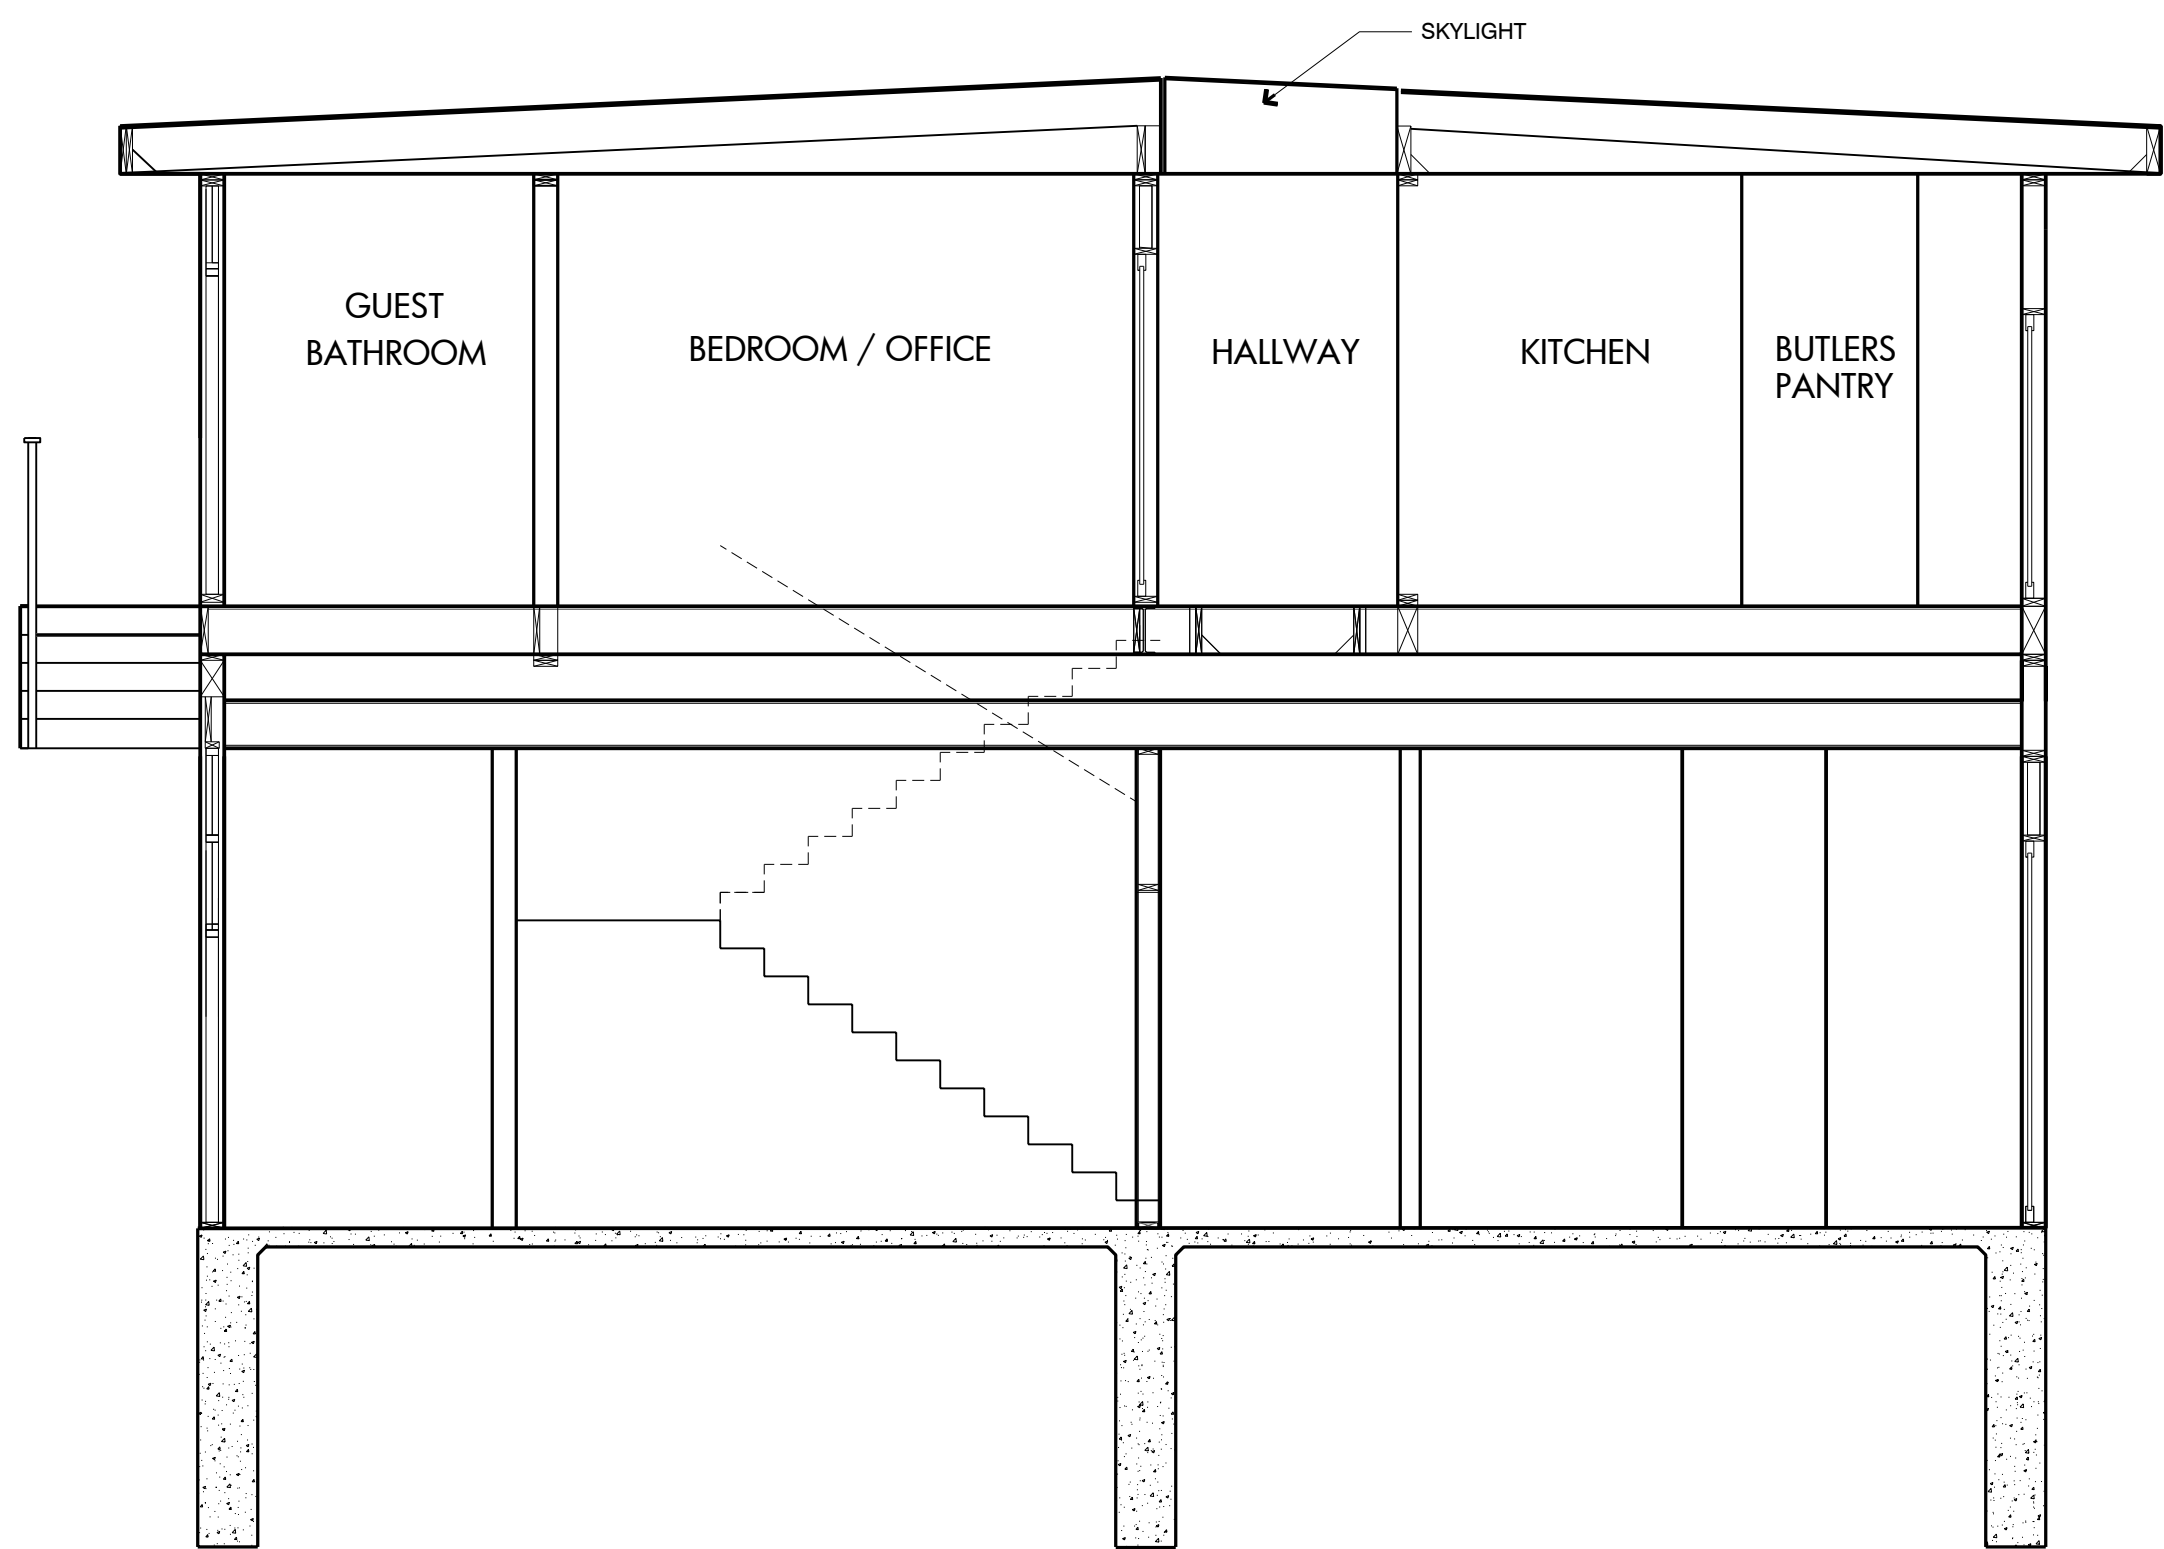 SKYLIGHT
GUEST
BATHROOM
BEDROOM / OFFICE
HALLWAY
KITCHEN
BUTLERS
PANTRY